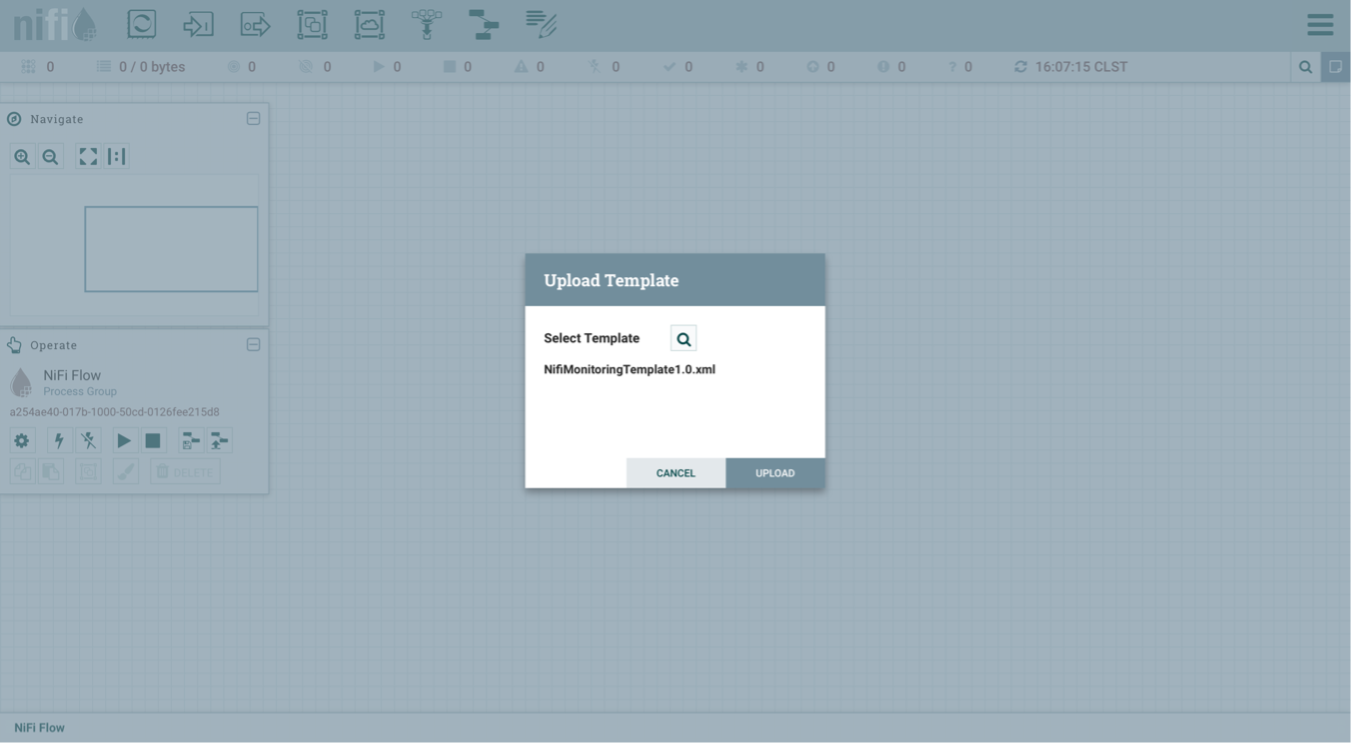 nifi
0 0 / 0 bytes 0 0 0 0 0 0 0 0 0 0 0 16:07:15 CLST
Navigate
Operate
NiFi Flow
Process Group
a254ae40-017b-1000-50cd-0126fee215d8
DELETE
Upload Template
Select Template
NifiMonitoringTemplate1.0.xml
CANCEL UPLOAD
NiFi Flow